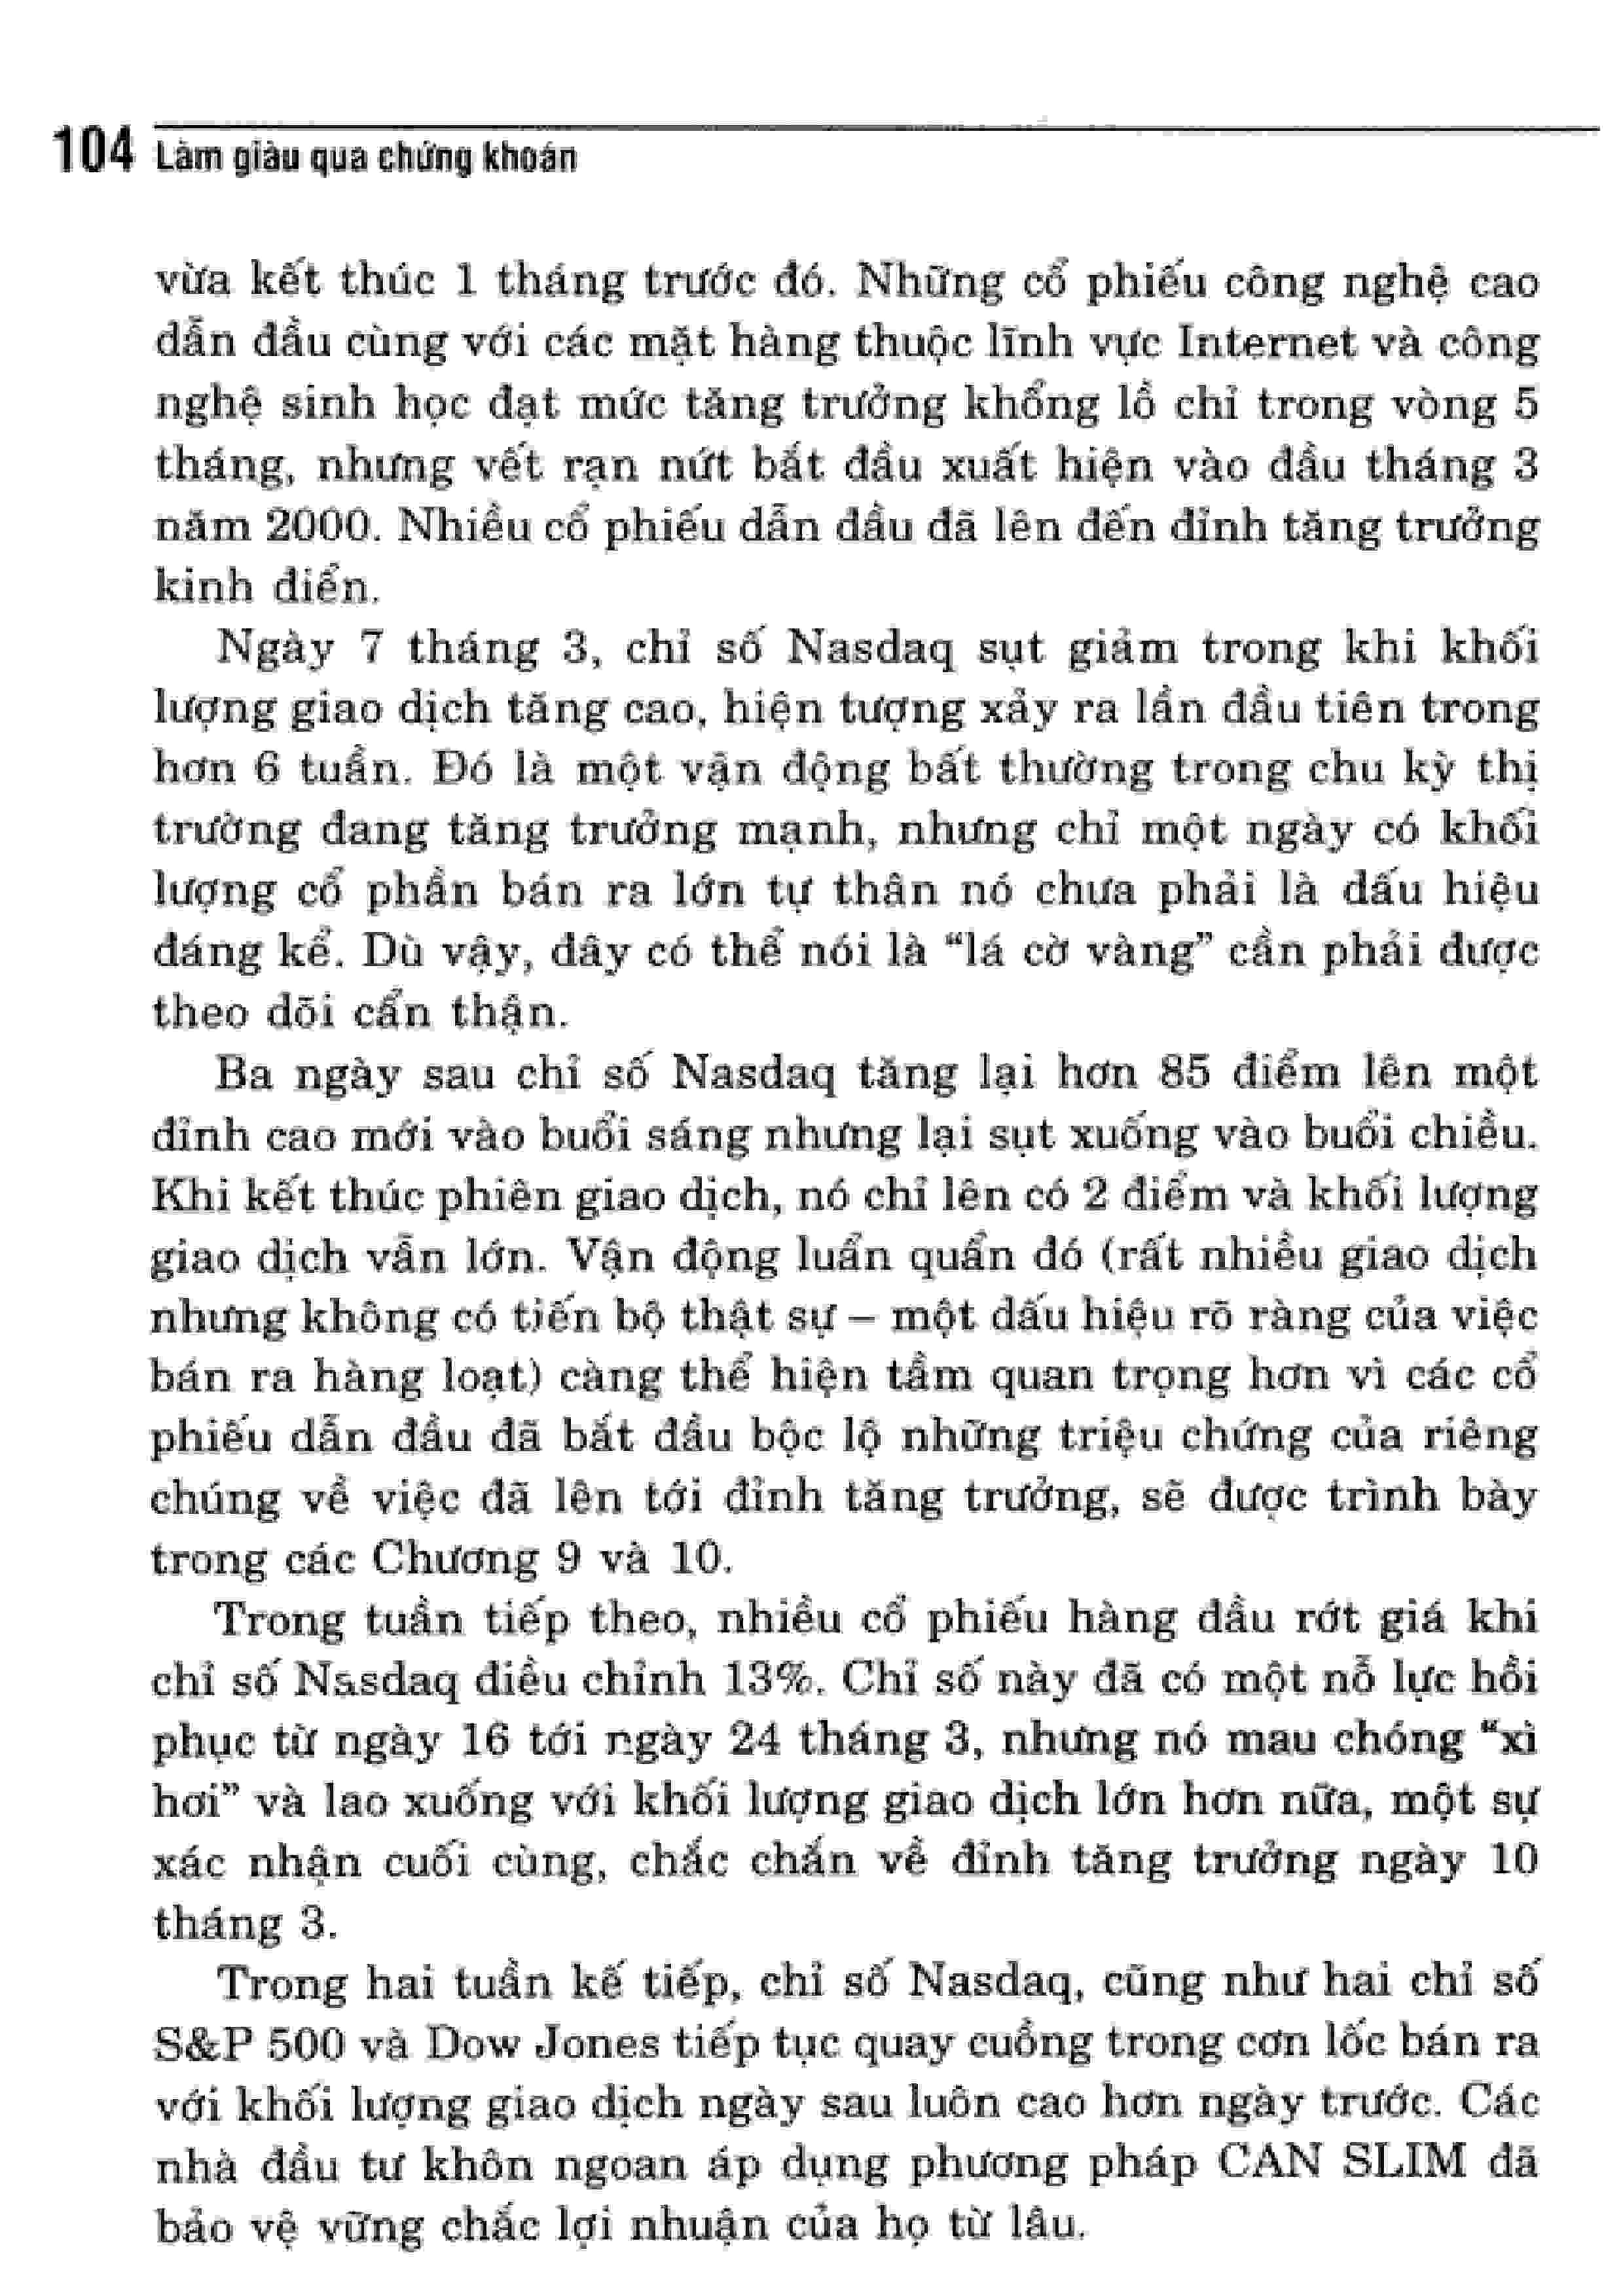 104 Làm giàu qua chứng khoán
vừa kết thúc 1 tháng trước đó. Những cổ phiếu công nghệ cao
dẫn đầu cùng với các mặt hàng thuộc lĩnh vực Internet và công
nghệ sinh học đạt mức tăng trưởng khổng lồ chỉ trong vòng 5
tháng, nhưng vết rạn nứt bắt đầu xuất hiện vào đầu tháng 3
năm 2000. Nhiều cổ phiếu dẫn đầu đã lên đến đỉnh tăng trưởng
kinh điển.
Ngày 7 tháng 3, chỉ số Nasdaq sụt giảm trong khi khối
lượng giao dịch tăng cao, hiện tượng xảy ra lần đầu tiên trong
hơn 6 tuần. Đó là một vận động bất thường trong chu kỳ thị
trường đang tăng trưởng mạnh, nhưng chỉ một ngày có khối
lượng cổ phần bán ra lớn tự thân nó chưa phải là dấu hiệu
đáng kể. Dù vậy, đây có thể nói là “lá cờ vàng” cần phải được
theo dõi cẩn thận.
Ba ngày sau chỉ số Nasdaq tăng lại hơn 85 điểm lên một
đỉnh cao mới vào buổi sáng nhưng lại sụt xuống vào buổi chiều.
Khi kết thúc phiên giao dịch, nó chỉ lên có 2 điểm và khối lượng
giao dịch vẫn lớn. Vận động luẩn quẩn đó (rất nhiều giao dịch
nhưng không có tiến bộ thật sự – một dấu hiệu rõ ràng của việc
bán ra hàng loạt) càng thể hiện tầm quan trọng hơn vì các cổ
phiếu dẫn đầu đã bắt đầu bộc lộ những triệu chứng của riêng
chúng về việc đã lên tới đỉnh tăng trưởng, sẽ được trình bày
trong các Chương 9 và 10.
Trong tuần tiếp theo, nhiều cổ phiếu hàng đầu rớt giá khi
chỉ số Nasdaq điều chỉnh 13%. Chỉ số này đã có một nỗ lực hồi
phục từ ngày 16 tới ngày 24 tháng 3, nhưng nó mau chóng “xì
hơi” và lao xuống với khối lượng giao dịch lớn hơn nữa, một sự
xác nhận cuối cùng, chắc chắn về đỉnh tăng trưởng ngày 10
tháng 3.
Trong hai tuần kế tiếp, chỉ số Nasdaq, cũng như hai chỉ số
S&P 500 và Dow Jones tiếp tục quay cuồng trong cơn lốc bán ra
với khối lượng giao dịch ngày sau luôn cao hơn ngày trước. Các
nhà đầu tư khôn ngoan áp dụng phương pháp CAN SLIM đã
bảo vệ vững chắc lợi nhuận của họ từ lâu.